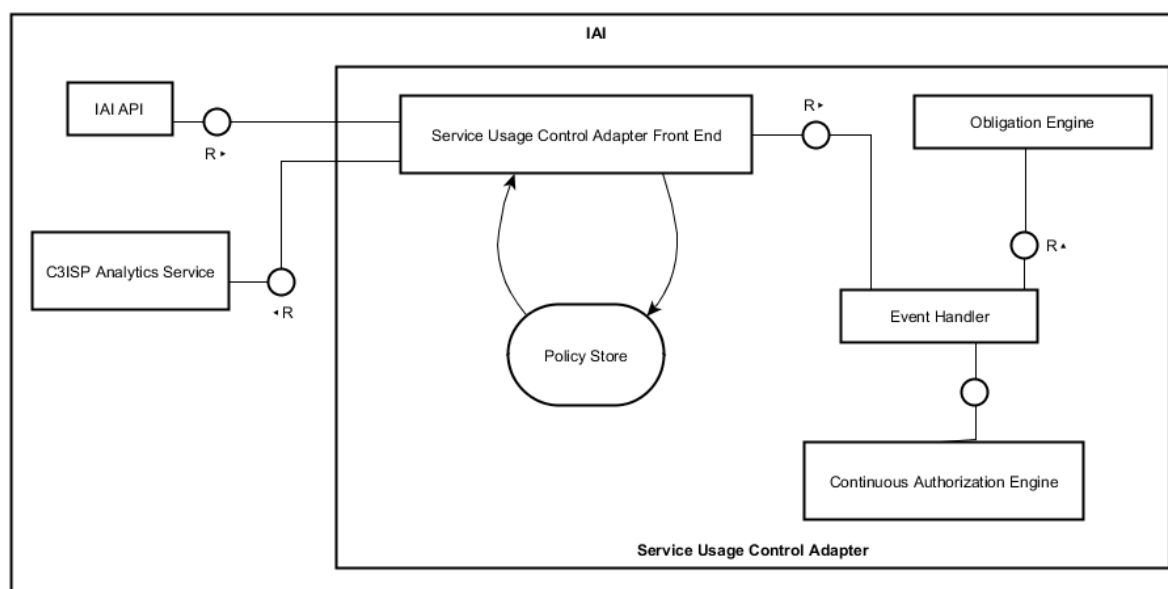 IAI
IAI API
R ▸
Service Usage Control Adapter Front End
R ▸
Obligation Engine
C3ISP Analytics Service
◂ R
R ▴
Event Handler
Policy Store
Continuous Authorization Engine
Service Usage Control Adapter